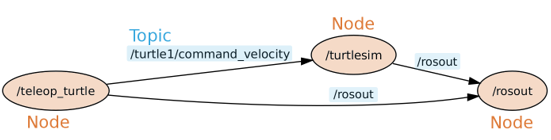 Node
Topic
/turtle1/command_velocity
/turtlesim
/rosout
/teleop_turtle
/rosout
/rosout
Node
Node